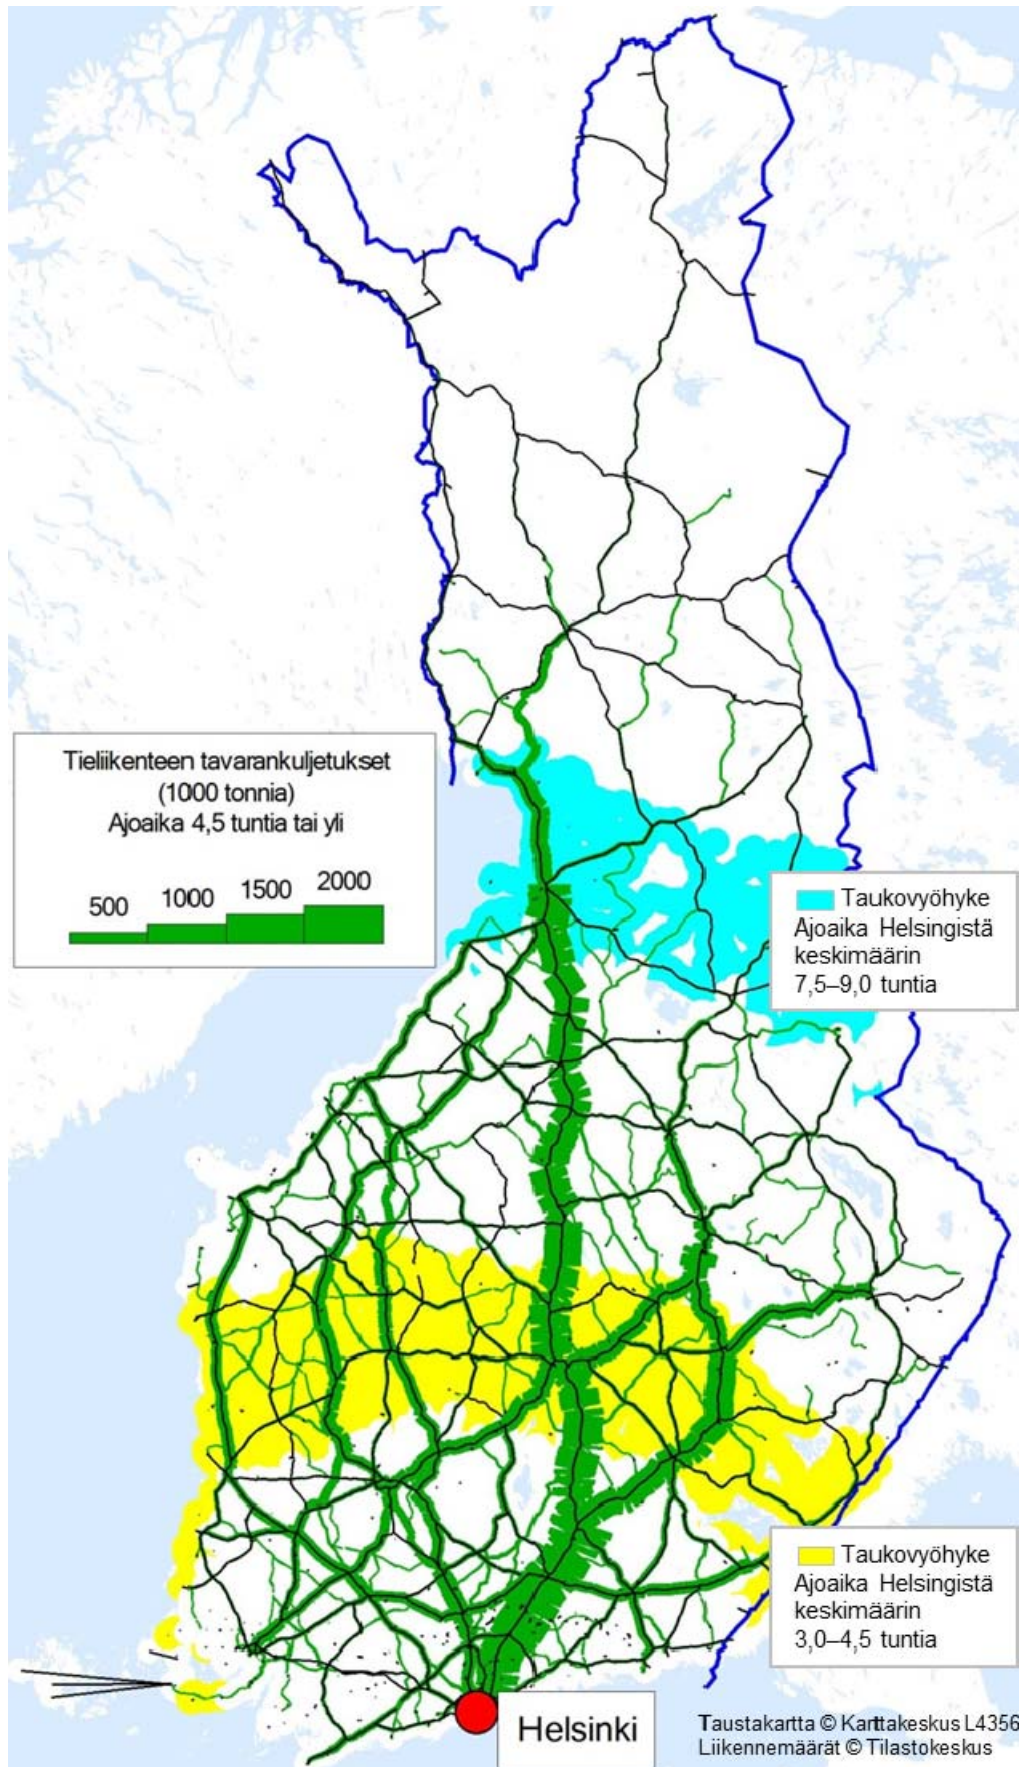 Tieliikenteen tavarankuljetukset
(1000 tonnia)
Ajoaika 4,5 tuntia tai yli
500 1000 1500 2000
Taukovyöhyke
Ajoaika Helsingistä
keskimäärin
7,5–9,0 tuntia
Taukovyöhyke
Ajoaika Helsingistä
keskimäärin
3,0–4,5 tuntia
Helsinki
Taustakartta © Karttakeskus L4356
Liikennemäärät © Tilastokeskus